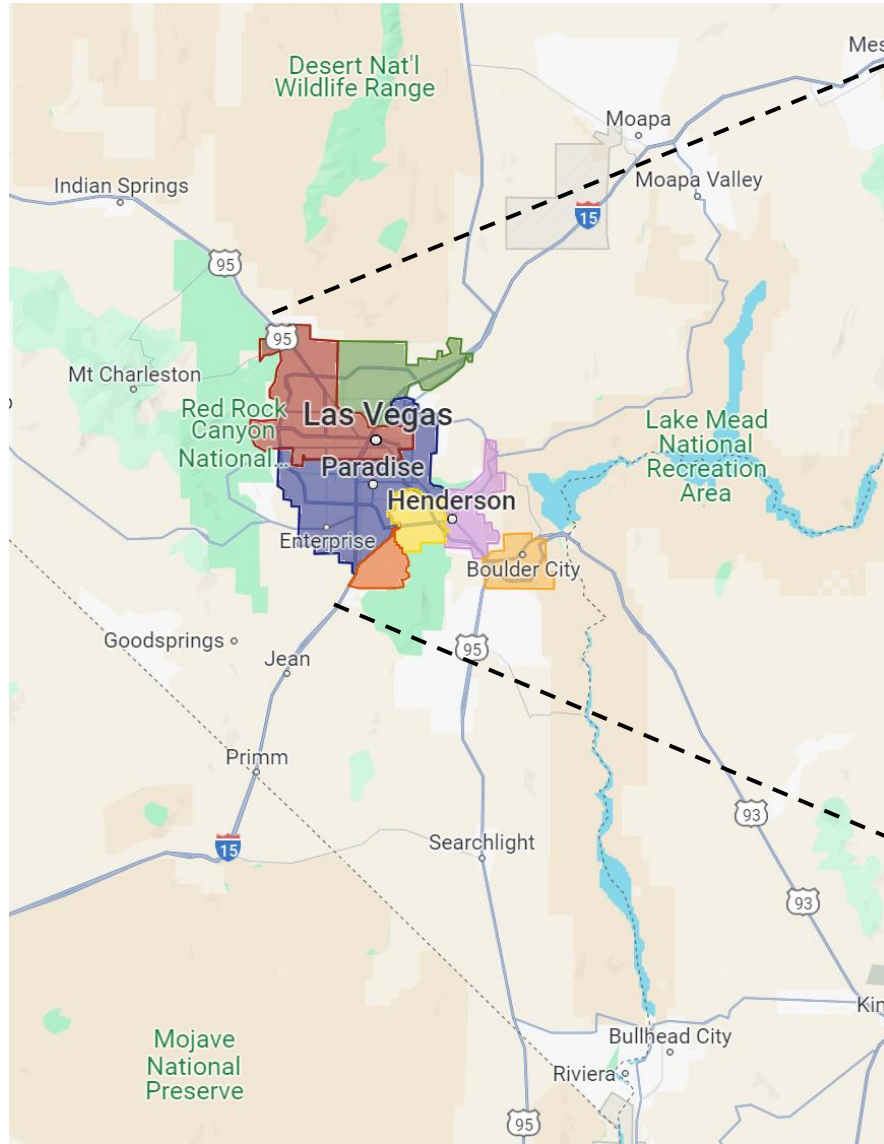 Desert Nat'l
Wildlife Range
Mes
Moapa
Indian Springs
Moapa Valley
15
95
95
Mt Charleston
Red Rock
Canyon
National...
Las Vegas
Paradise
Henderson
Lake Mead
National
Recreation
Area
Enterprise
Boulder City
Goodsprings
95
Jean
Primm
93
15
Searchlight
93
Kin
Mojave
National
Preserve
Bullhead City
Riviera
95